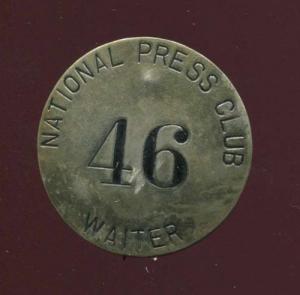 NATIONAL PRESS CLUB
46
WAITER